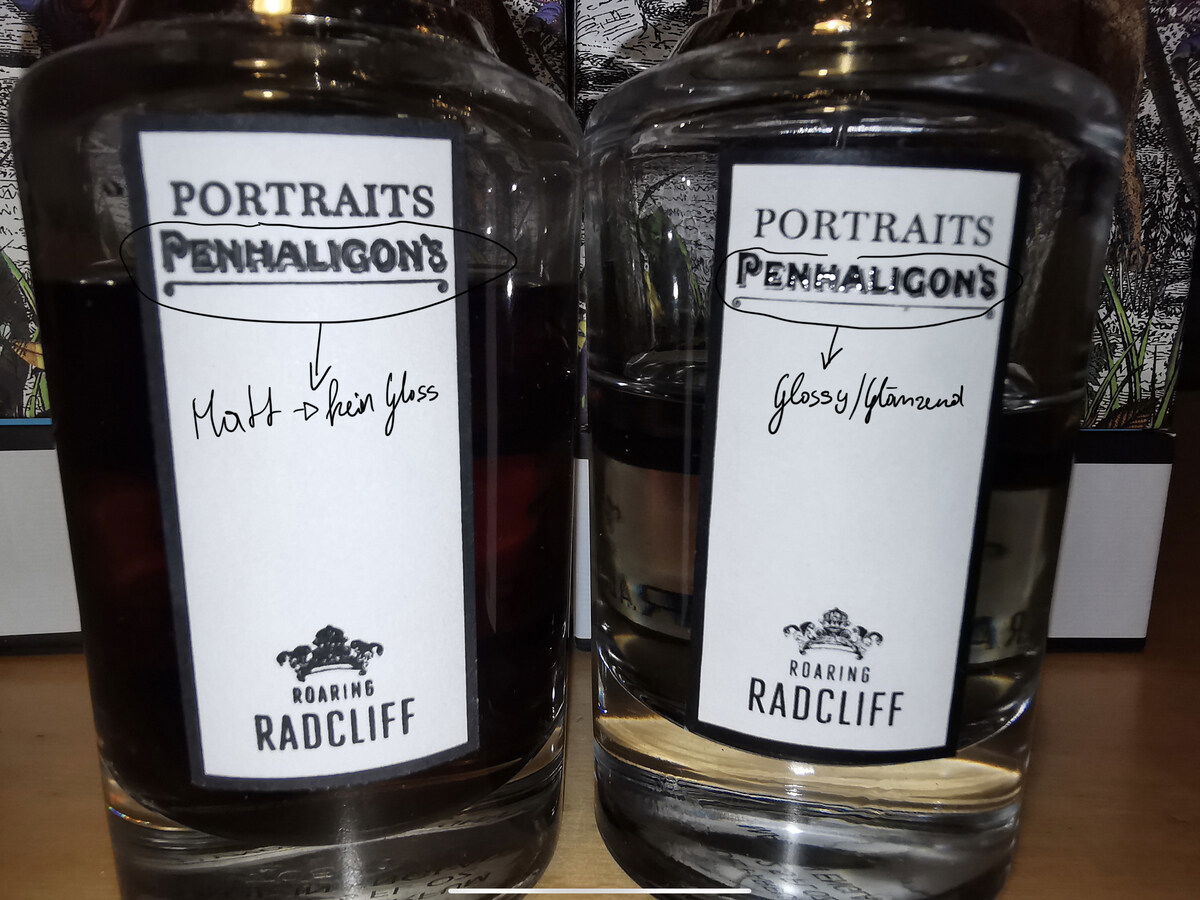 PORTRAITS
PENHALIGON'S
Matt → kein Gloss
ROARING
RADCLIFF
PORTRAITS
PENHALIGON'S
Glossy/Glänzend
ROARING
RADCLIFF